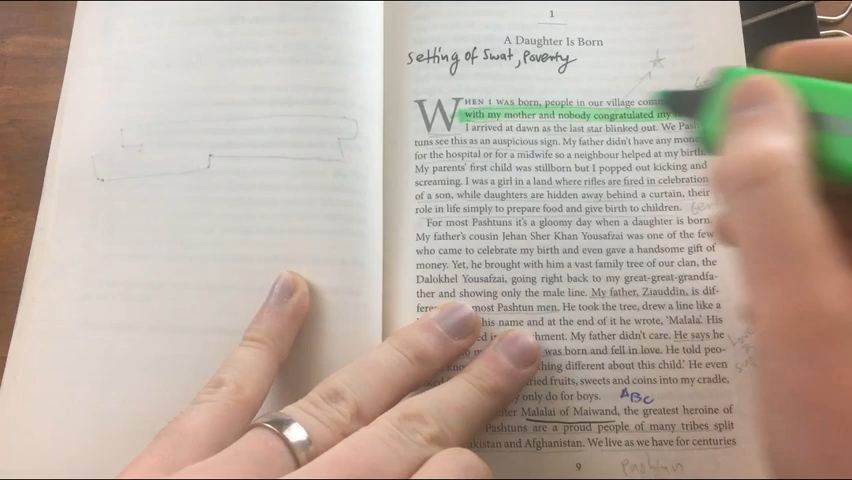 1
A Daughter Is Born
Setting of Swat, Poverty
WHEN I WAS born, people in our village com
with my mother and nobody congratulated my
I arrived at dawn as the last star blinked out. We Pash
tuns see this as an auspicious sign. My father didn't have any mon
for the hospital or for a midwife so a neighbour helped at my birth.
My parents' first child was stillborn but I popped out kicking and
screaming. I was a girl in a land where rifles are fired in celebration
of a son, while daughters are hidden away behind a curtain, their
role in life simply to prepare food and give birth to children.
For most Pashtuns it's a gloomy day when a daughter is born.
My father's cousin Jehan Sher Khan Yousafzai was one of the few
who came to celebrate my birth and even gave a handsome gift of
money. Yet, he brought with him a vast family tree of our clan, the
Dalokhel Yousafzai, going right back to my great-great-grandfa-
ther and showing only the male line. My father, Ziauddin, is dif-
fere most Pashtun men. He took the tree, drew a line like a
his name and at the end of it he wrote, 'Malala'. His
ed in hment. My father didn't care. He says he
was born and fell in love. He told peo-
thing different about this child.' He even
ried fruits, sweets and coins into my cradle,
only do for boys.
ABC
ter Malalai of Maiwand, the greatest heroine of
Pashtuns are a proud people of many tribes split
akistan and Afghanistan. We live as we have for centuries
9
Pashtun